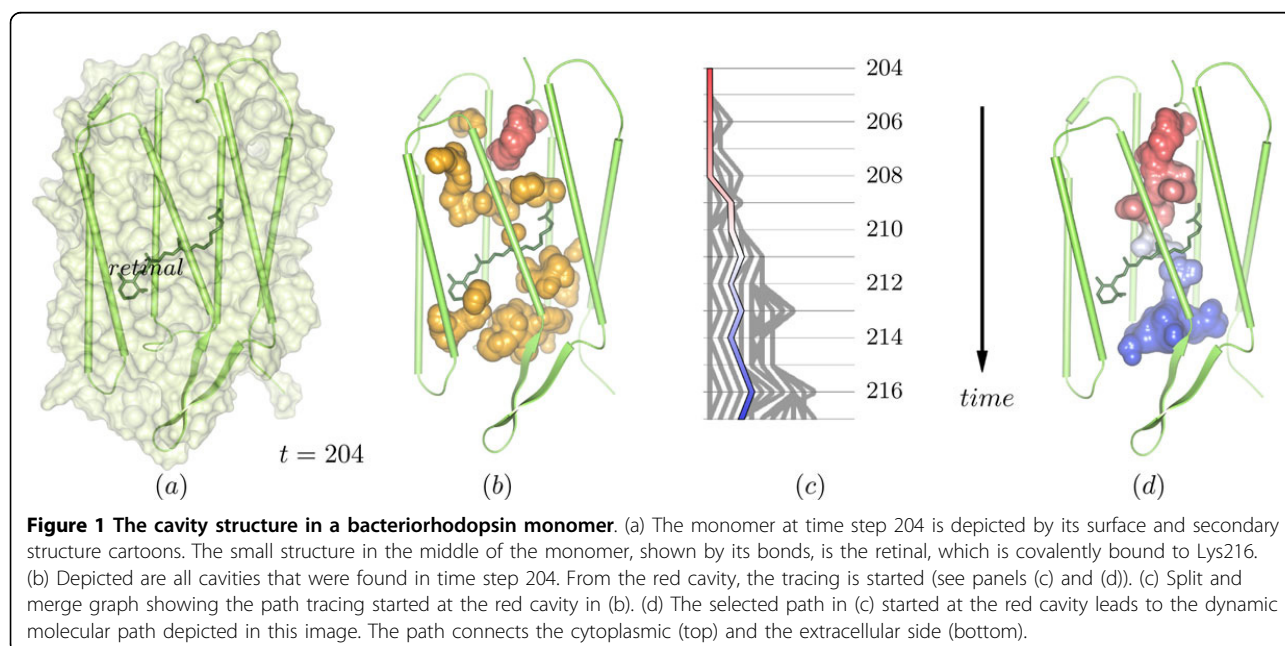 retinal
t = 204
204
206
208
210
212
214
216
time
(a)
(b)
(c)
(d)
Figure 1 The cavity structure in a bacteriorhodopsin monomer. (a) The monomer at time step 204 is depicted by its surface and secondary
structure cartoons. The small structure in the middle of the monomer, shown by its bonds, is the retinal, which is covalently bound to Lys216.
(b) Depicted are all cavities that were found in time step 204. From the red cavity, the tracing is started (see panels (c) and (d)). (c) Split and
merge graph showing the path tracing started at the red cavity in (b). (d) The selected path in (c) started at the red cavity leads to the dynamic
molecular path depicted in this image. The path connects the cytoplasmic (top) and the extracellular side (bottom).